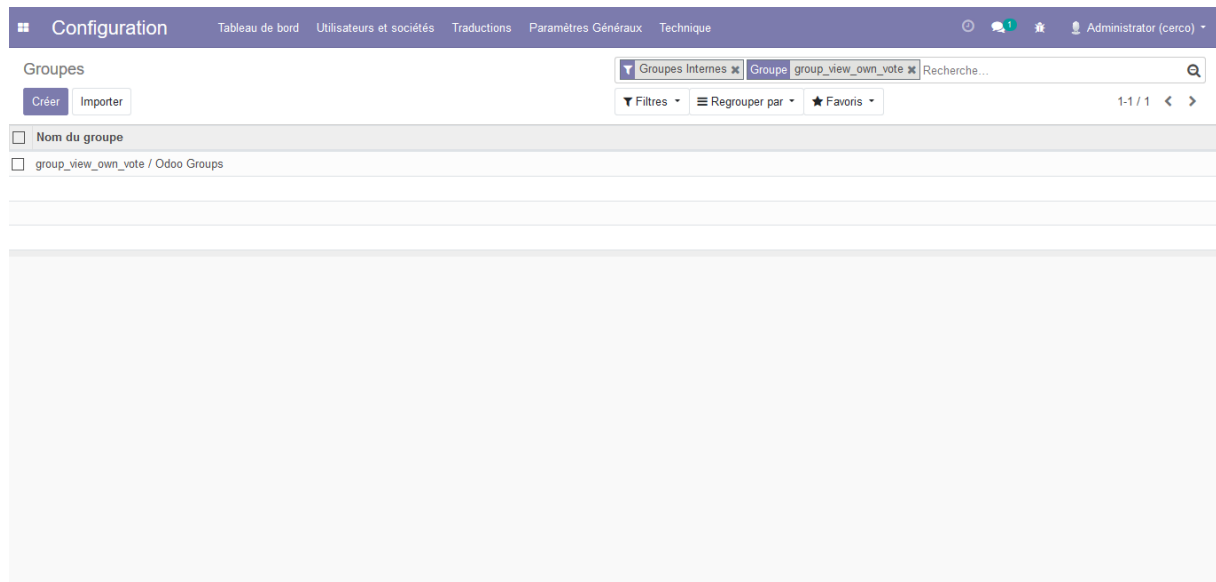 Configuration Tableau de bord Utilisateurs et sociétés Traductions Paramètres Généraux Technique 1 Administrator (cerco)
Groupes Groupes Internes Groupe group_view_own_vote Recherche...
Créer Importer Filtres Regrouper par Favoris 1-1 / 1
Nom du groupe
group_view_own_vote / Odoo Groups